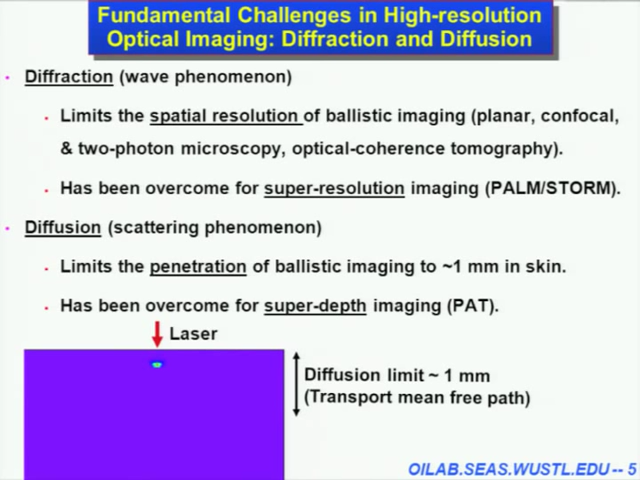 Fundamental Challenges in High-resolution
Optical Imaging: Diffraction and Diffusion
· Diffraction (wave phenomenon)
· Limits the spatial resolution of ballistic imaging (planar, confocal,
& two-photon microscopy, optical-coherence tomography).
· Has been overcome for super-resolution imaging (PALM/STORM).
· Diffusion (scattering phenomenon)
· Limits the penetration of ballistic imaging to ~1 mm in skin.
· Has been overcome for super-depth imaging (PAT).
Laser
Diffusion limit ~ 1 mm
(Transport mean free path)
OILAB.SEAS.WUSTL.EDU -- 5